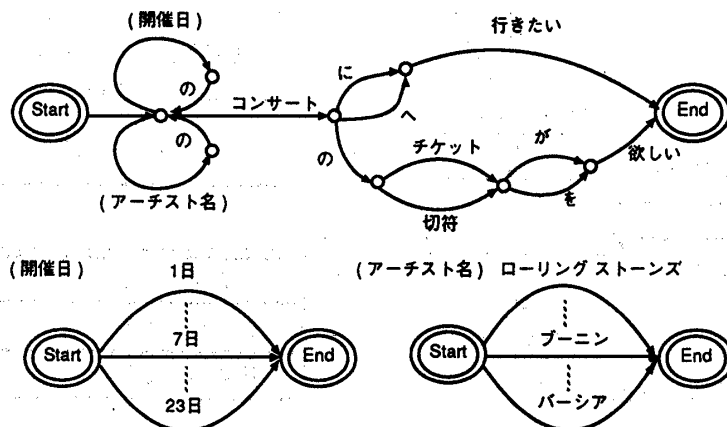 (開催日)
の
の
(アーチスト名)
Start
コンサート
に
へ
行きたい
の
チケット
切符
が
を
欲しい
End
(開催日)
1日
7日
23日
Start
End
(アーチスト名) ローリング ストーンズ
ブーニン
バーシア
Start
End